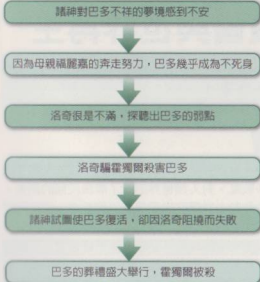 諸神對巴多不祥的夢境感到不安
因為母親福麗嘉的奔走努力，巴多幾乎成為不死身
洛奇很是不滿，探聽出巴多的弱點
洛奇騙霍獨爾殺害巴多
諸神試圖使巴多復活，卻因洛奇阻撓而失敗
巴多的葬禮盛大舉行，霍獨爾被殺